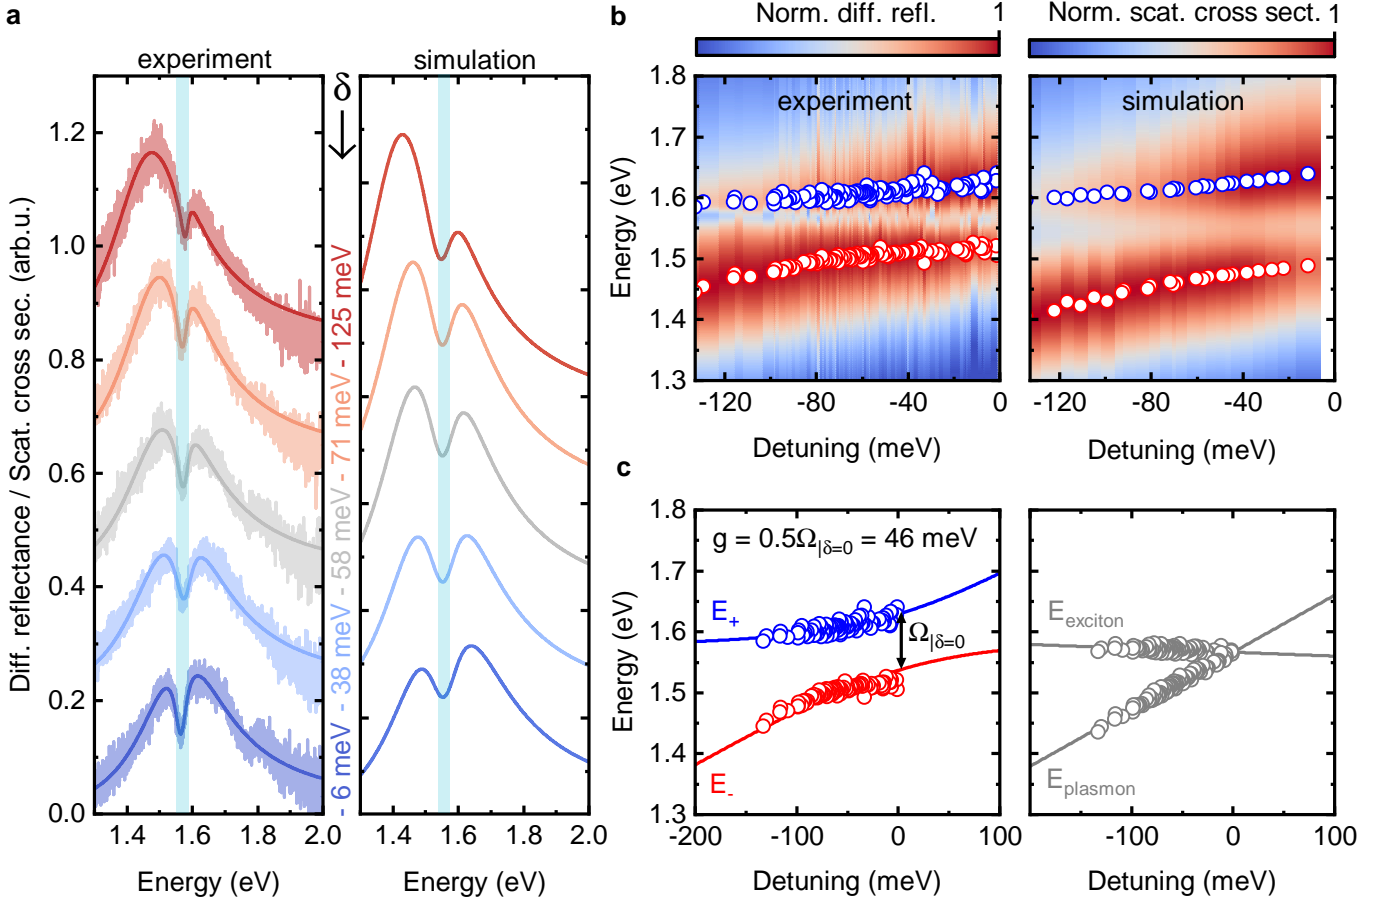 a
experiment
simulation
δ
Diff. reflectance / Scat. cross sec. (arb.u.)
1.2
1.0
0.8
0.6
0.4
0.2
0.0
- 6 meV - 38 meV - 58 meV - 71 meV - 125 meV
1.4 1.6 1.8 2.0
1.4 1.6 1.8 2.0
Energy (eV)
Energy (eV)
b
Norm. diff. refl. 1
Norm. scat. cross sect. 1
experiment
simulation
Energy (eV)
1.8
1.7
1.6
1.5
1.4
1.3
-120 -80 -40 0
-120 -80 -40 0
Detuning (meV)
Detuning (meV)
c
g = 0.5Ω|δ=0 = 46 meV
E+
Ω|δ=0
E-
Energy (eV)
1.8
1.7
1.6
1.5
1.4
1.3
-200 -100 0 100
Detuning (meV)
Eexciton
Eplasmon
-100 0 100
Detuning (meV)